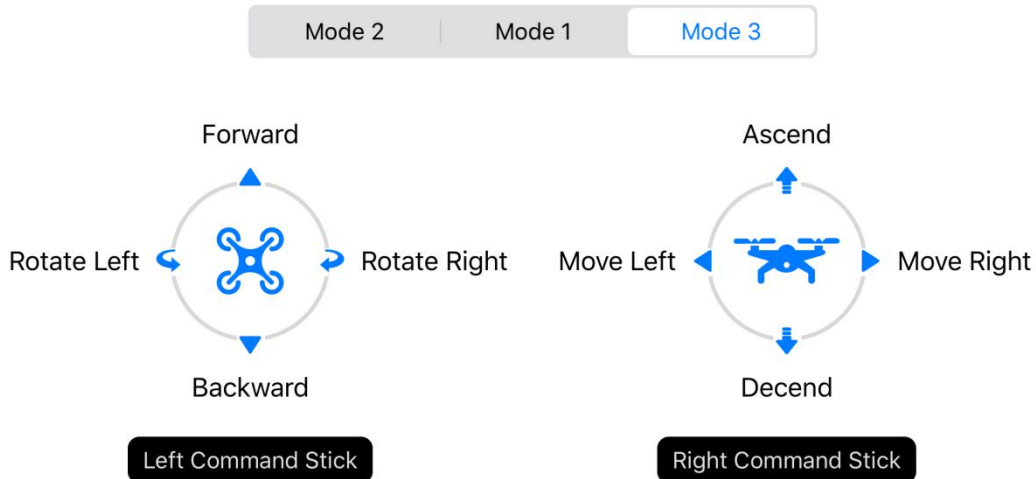 Mode 2 Mode 1 Mode 3
Forward Ascend
Rotate Left Rotate Right Move Left Move Right
Backward Decend
Left Command Stick Right Command Stick